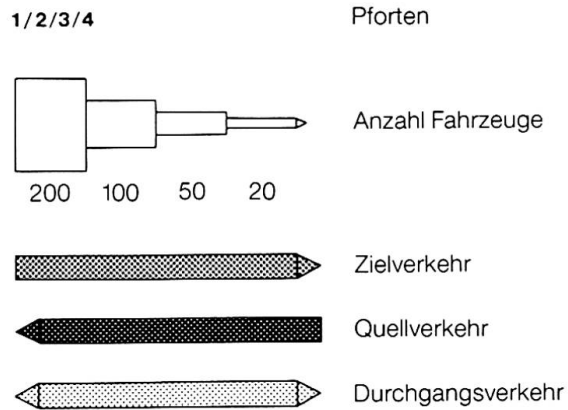 1/2/3/4 Pforten
Anzahl Fahrzeuge
200 100 50 20
Zielverkehr
Quellverkehr
Durchgangsverkehr